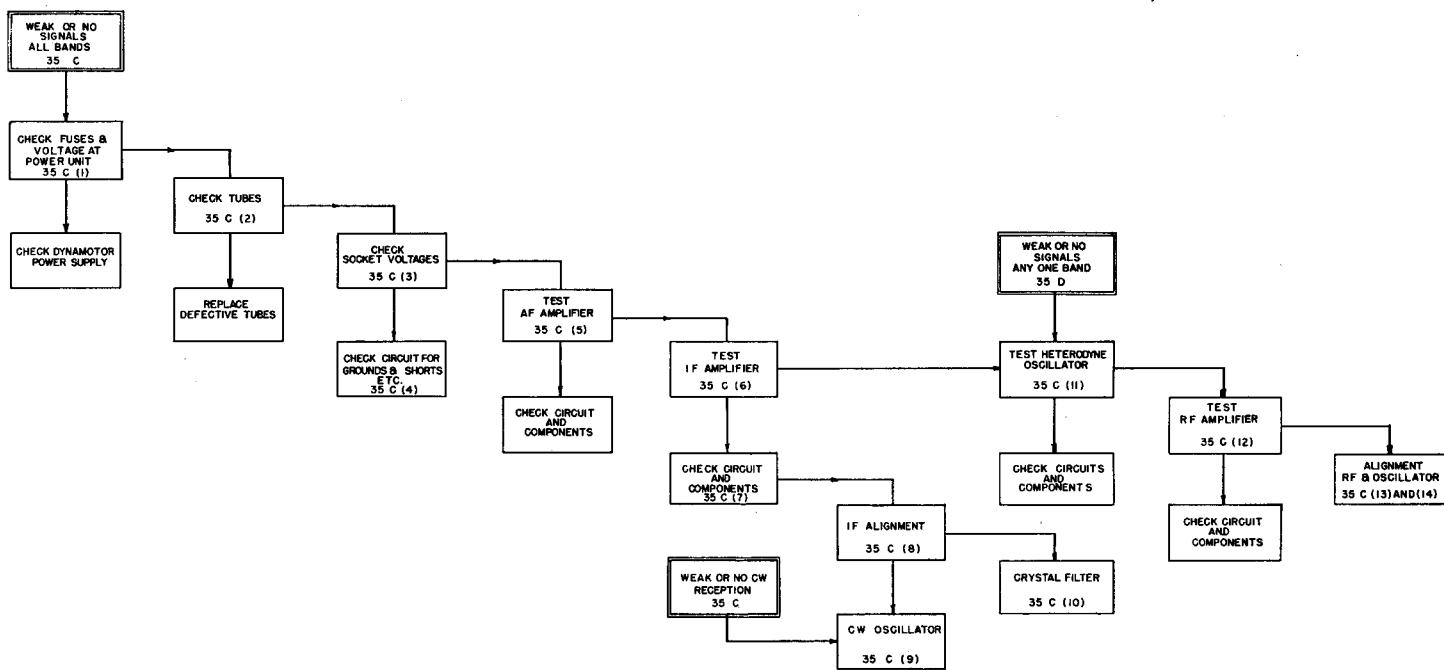 WEAK OR NO
SIGNALS
ALL BANDS
35 C
CHECK FUSES &
VOLTAGE AT
POWER UNIT
35 C (1)
CHECK TUBES
35 C (2)
CHECK DYNAMOTOR
POWER SUPPLY
CHECK
SOCKET VOLTAGES
35 C (3)
REPLACE
DEFECTIVE TUBES
TEST
AF AMPLIFIER
35 C (5)
CHECK CIRCUIT FOR
GROUNDS & SHORTS
ETC.
35 C (4)
TEST
IF AMPLIFIER
35 C (6)
CHECK CIRCUIT
AND
COMPONENTS
WEAK OR NO
SIGNALS
ANY ONE BAND
35 D
TEST HETERODYNE
OSCILLATOR
35 C (11)
TEST
RF AMPLIFIER
35 C (12)
CHECK CIRCUIT
AND
COMPONENTS
35 C (7)
CHECK CIRCUITS
AND
COMPONENTS
ALIGNMENT
RF & OSCILLATOR
35 C (13) AND (14)
IF ALIGNMENT
35 C (8)
CHECK CIRCUIT
AND
COMPONENTS
WEAK OR NO CW
RECEPTION
35 C
CRYSTAL FILTER
35 C (10)
CW OSCILLATOR
35 C (9)